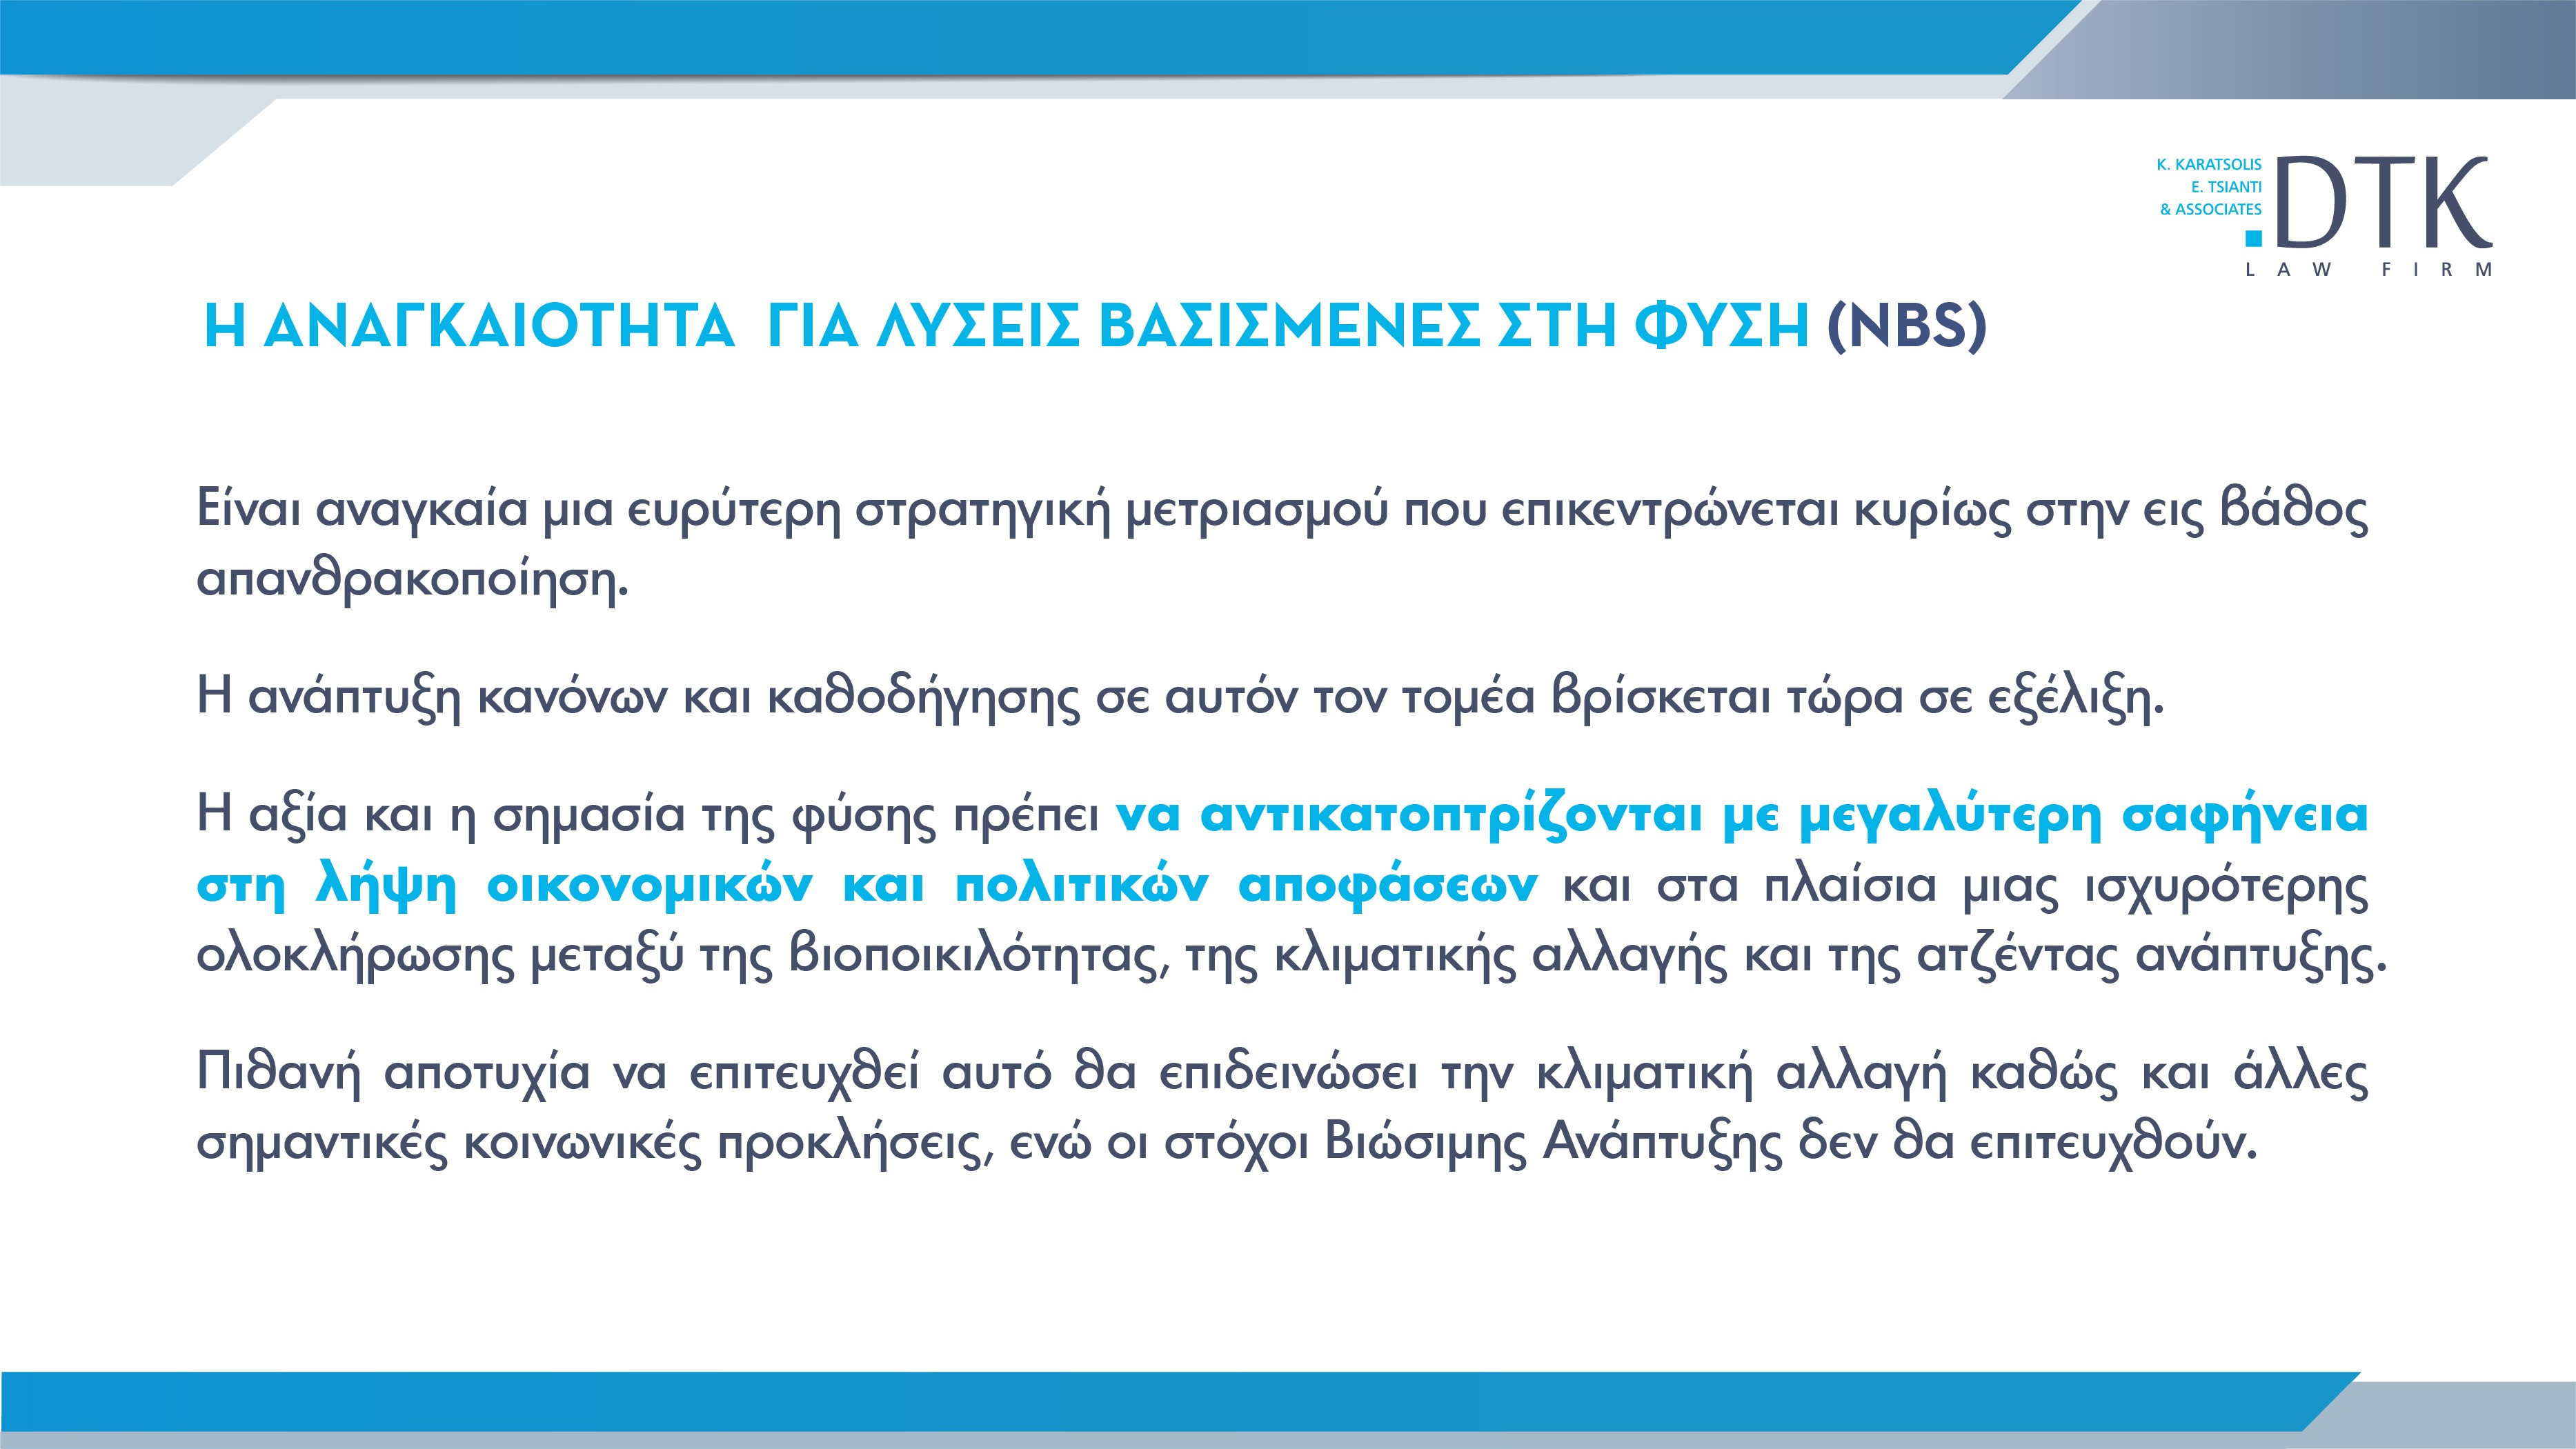 K. KARATSOLIS
E. TSIANTI
& ASSOCIATES
DTK
LAW FIRM
Η ΑΝΑΓΚΑΙΟΤΗΤΑ ΓΙΑ ΛΥΣΕΙΣ ΒΑΣΙΣΜΕΝΕΣ ΣΤΗ ΦΥΣΗ (NBS)
Είναι αναγκαία μια ευρύτερη στρατηγική μετριασμού που επικεντρώνεται κυρίως στην εις βάθος
απανθρακοποίηση.
Η ανάπτυξη κανόνων και καθοδήγησης σε αυτόν τον τομέα βρίσκεται τώρα σε εξέλιξη.
Η αξία και η σημασία της φύσης πρέπει να αντικατοπτρίζονται με μεγαλύτερη σαφήνεια
στη λήψη οικονομικών και πολιτικών αποφάσεων και στα πλαίσια μιας ισχυρότερης
ολοκλήρωσης μεταξύ της βιοποικιλότητας, της κλιματικής αλλαγής και της ατζέντας ανάπτυξης.
Πιθανή αποτυχία να επιτευχθεί αυτό θα επιδεινώσει την κλιματική αλλαγή καθώς και άλλες
σημαντικές κοινωνικές προκλήσεις, ενώ οι στόχοι Βιώσιμης Ανάπτυξης δεν θα επιτευχθούν.